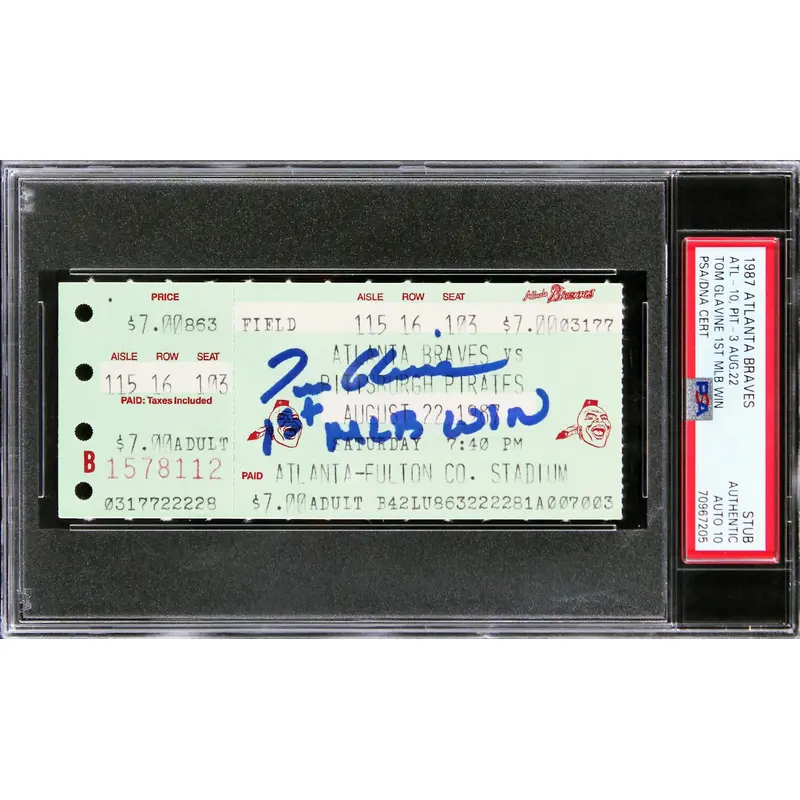 PRICE
$7.00863
AISLE ROW SEAT
115 16 103
PAID: Taxes Included
$7.00ADULT
B 1578112
0317722228
AISLE ROW SEAT
Atlanta Braves
FIELD 115 16 103 $7.0003177
ATLANTA BRAVES VS
PITTSBURGH PIRATES
AUGUST 22, 1987
SATURDAY 7:40 PM
PAID ATLANTA-FULTON CO. STADIUM
$7.00ADULT B42LU863222281A007003
Tom Glavine
1st MLB WIN
1987 ATLANTA BRAVES STUB
ATL - 10, PIT - 3 AUG.22 AUTHENTIC
TOM GLAVINE 1ST MLB WIN AUTO 10
PSA/DNA CERT 70967205
PSA